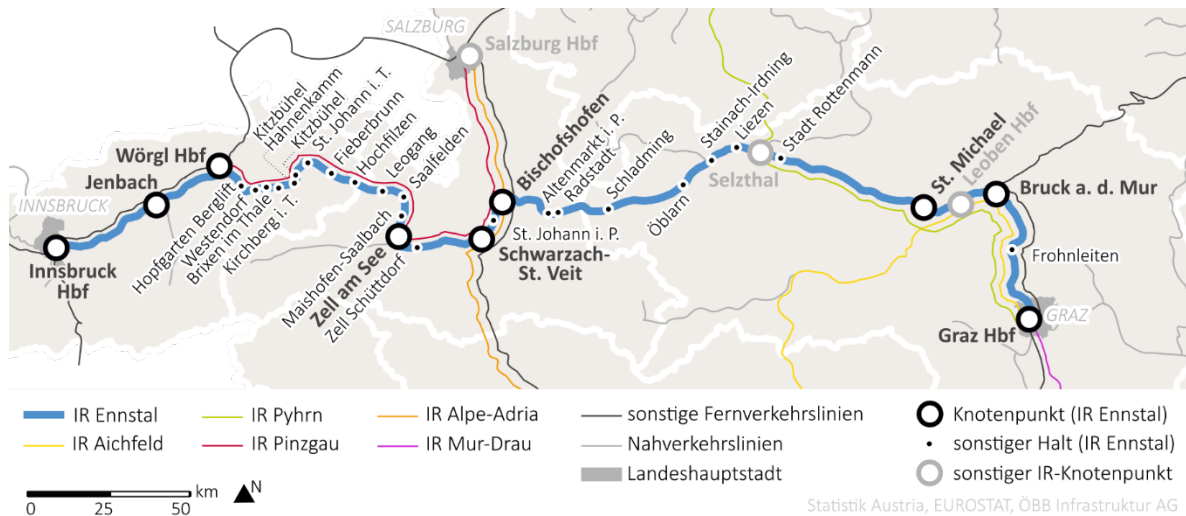 SALZBURG
Salzburg Hbf
Kitzbühel
Hahnenkamm
Kitzbühel
St. Johann i. T.
Fieberbrunn
Hochfilzen
Leogang
Saalfelden
Wörgl Hbf
Jenbach
INNSBRUCK
Innsbruck
Hbf
Hopfgarten Berglift
Westendorf
Brixen im Thale
Kirchberg i. T.
Maishofen-Saalbach
Zell am See
Zell Schüttdorf
Bischofshofen
Schwarzach-
St. Veit
St. Johann i. P.
Altenmarkt i. P.
Radstadt
Schladming
Öblarn
Stainach-Irdning
Liezen
Selzthal
Stadt Rottenmann
St. Michael
Leoben Hbf
Bruck a. d. Mur
Frohnleiten
GRAZ
Graz Hbf
IR Ennstal
IR Pyhrn
IR Alpe-Adria
sonstige Fernverkehrslinien
Knotenpunkt (IR Ennstal)
IR Aichfeld
IR Pinzgau
IR Mur-Drau
Nahverkehrslinien
sonstiger Halt (IR Ennstal)
Landeshauptstadt
sonstiger IR-Knotenpunkt
km
N
0 25 50
Statistik Austria, EUROSTAT, ÖBB Infrastruktur AG